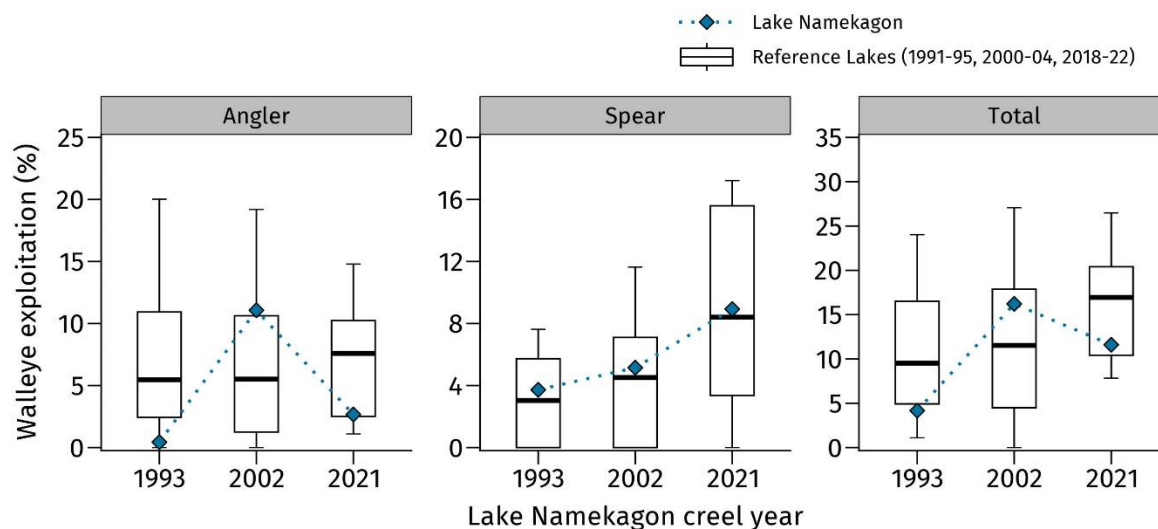 Lake Namekagon
Reference Lakes (1991-95, 2000-04, 2018-22)
Angler
Spear
Total
Walleye exploitation (%)
25
20
15
10
5
0
20
16
12
8
4
0
35
30
25
20
15
10
5
0
1993 2002 2021
1993 2002 2021
1993 2002 2021
Lake Namekagon creel year